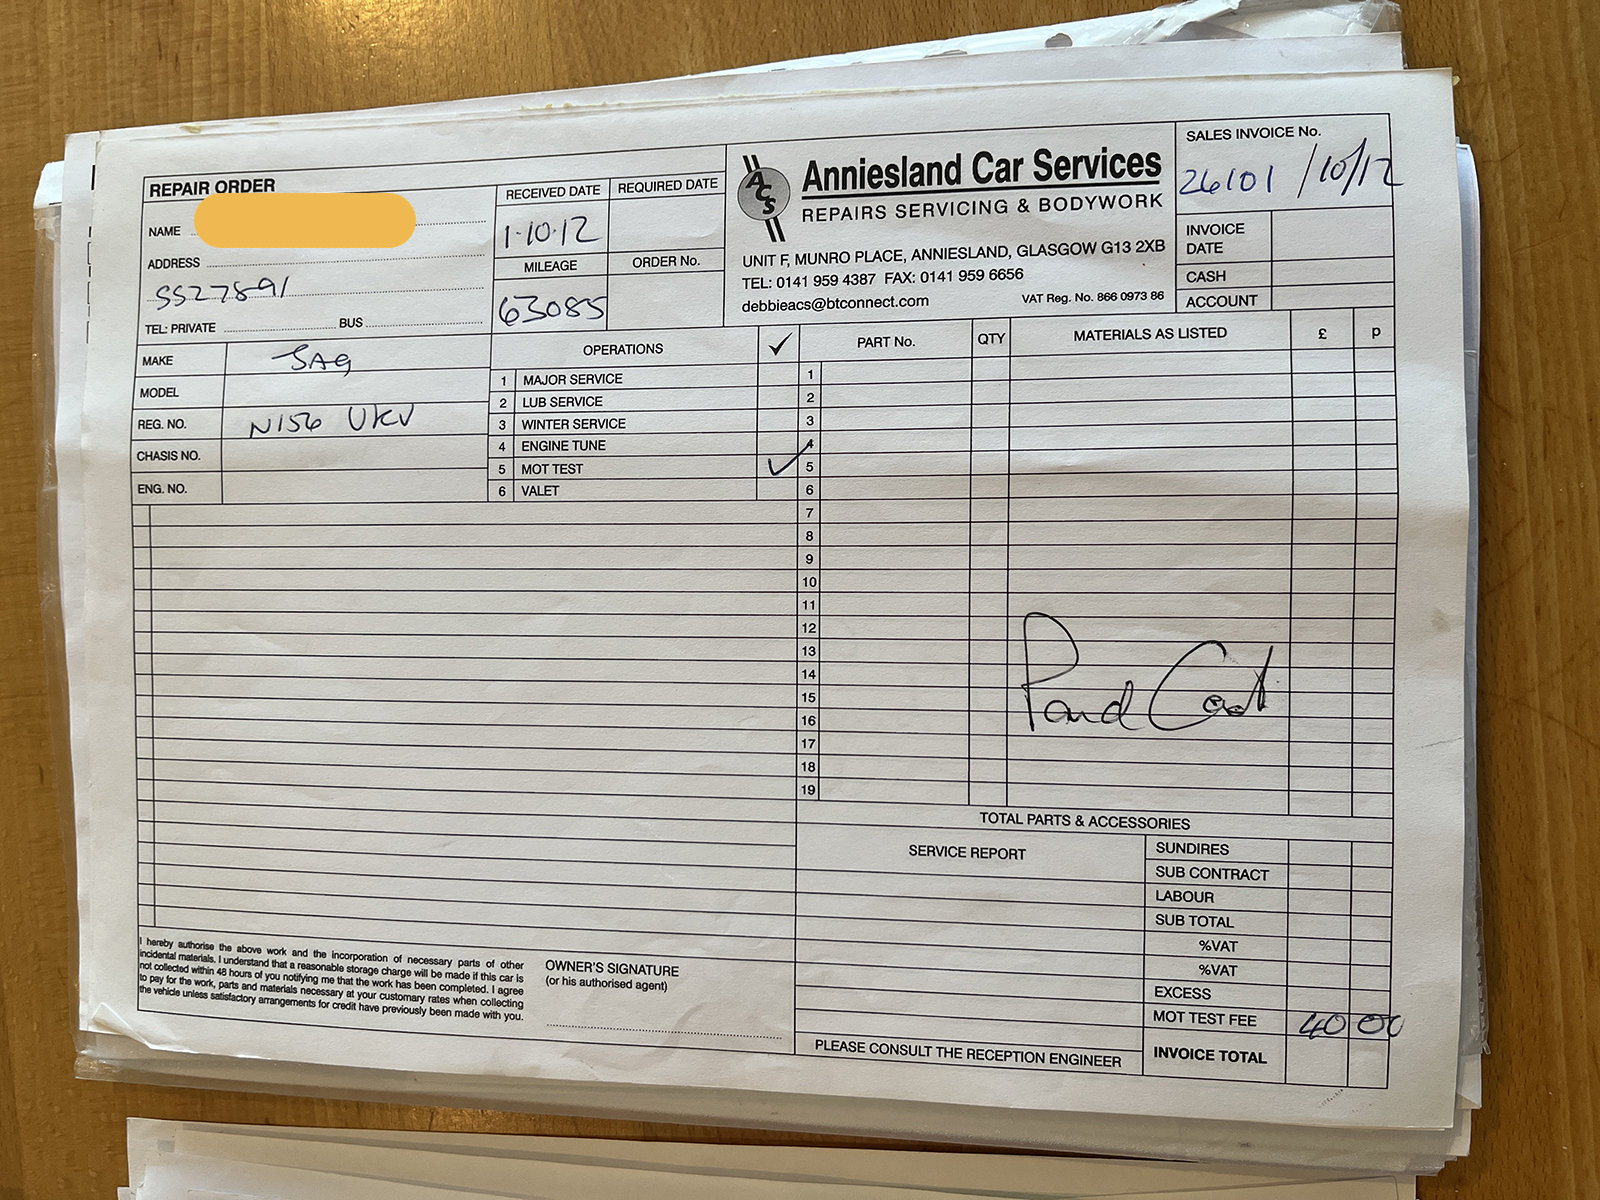 REPAIR ORDER
NAME
ADDRESS
SS27891
TEL: PRIVATE BUS
RECEIVED DATE
1·10·12
REQUIRED DATE
MILEAGE
63085
ORDER No.
ACS
Anniesland Car Services
REPAIRS SERVICING & BODYWORK
UNIT F, MUNRO PLACE, ANNIESLAND, GLASGOW G13 2XB
TEL: 0141 959 4387 FAX: 0141 959 6656
debbieacs@btconnect.com VAT Reg. No. 866 0973 86
SALES INVOICE No.
26101 /10/12
INVOICE
DATE
CASH
ACCOUNT
MAKE JAG
MODEL
REG. NO. N156 UKV
CHASIS NO.
ENG. NO.
OPERATIONS ✓
1 MAJOR SERVICE
2 LUB SERVICE
3 WINTER SERVICE
4 ENGINE TUNE
5 MOT TEST ✓
6 VALET
PART No. QTY MATERIALS AS LISTED £ p
1
2
3
4
5
6
7
8
9
10
11
12
13
14
15
16
17
18
19
Paid Card
TOTAL PARTS & ACCESSORIES
SERVICE REPORT
SUNDIRES
SUB CONTRACT
LABOUR
SUB TOTAL
%VAT
%VAT
EXCESS
MOT TEST FEE 40 00
INVOICE TOTAL
PLEASE CONSULT THE RECEPTION ENGINEER
I hereby authorise the above work and the incorporation of necessary parts of other
incidental materials. I understand that a reasonable storage charge will be made if this car is
not collected within 48 hours of you notifying me that the work has been completed. I agree
to pay for the work, parts and materials necessary at your customary rates when collecting
the vehicle unless satisfactory arrangements for credit have previously been made with you.
OWNER'S SIGNATURE
(or his authorised agent)